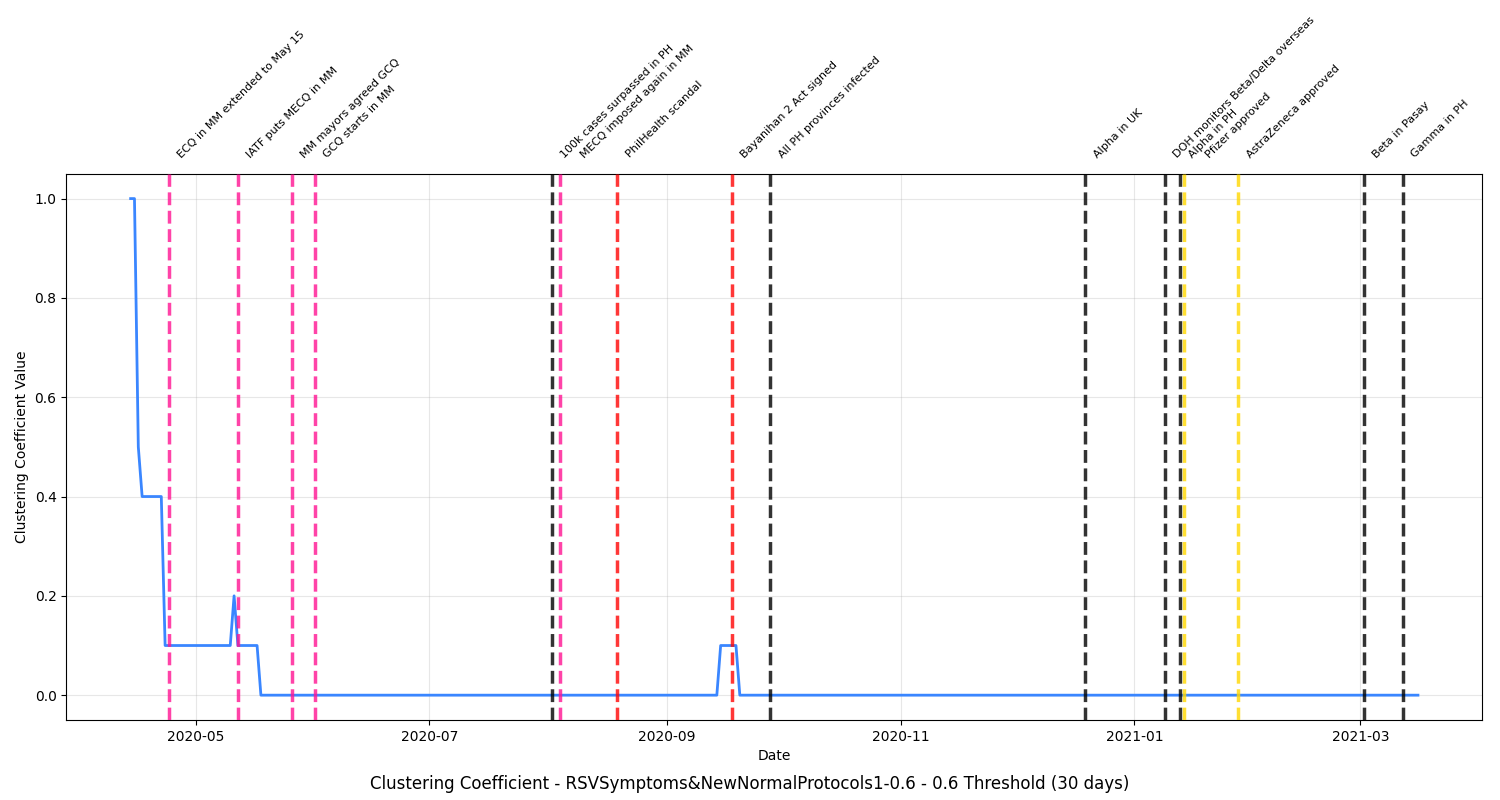 ECQ in MM extended to May 15
IATF puts MECQ in MM
MM mayors agreed GCQ
GCQ starts in MM
100k cases surpassed in PH
MECQ imposed again in MM
PhilHealth scandal
Bayanihan 2 Act signed
All PH provinces infected
Alpha in UK
DOH monitors Beta/Delta overseas
Alpha in PH
Pfizer approved
AstraZeneca approved
Beta in Pasay
Gamma in PH
Clustering Coefficient Value
1.0
0.8
0.6
0.4
0.2
0.0
2020-05
2020-07
2020-09
2020-11
2021-01
2021-03
Date
Clustering Coefficient - RSVSymptoms&NewNormalProtocols1-0.6 - 0.6 Threshold (30 days)